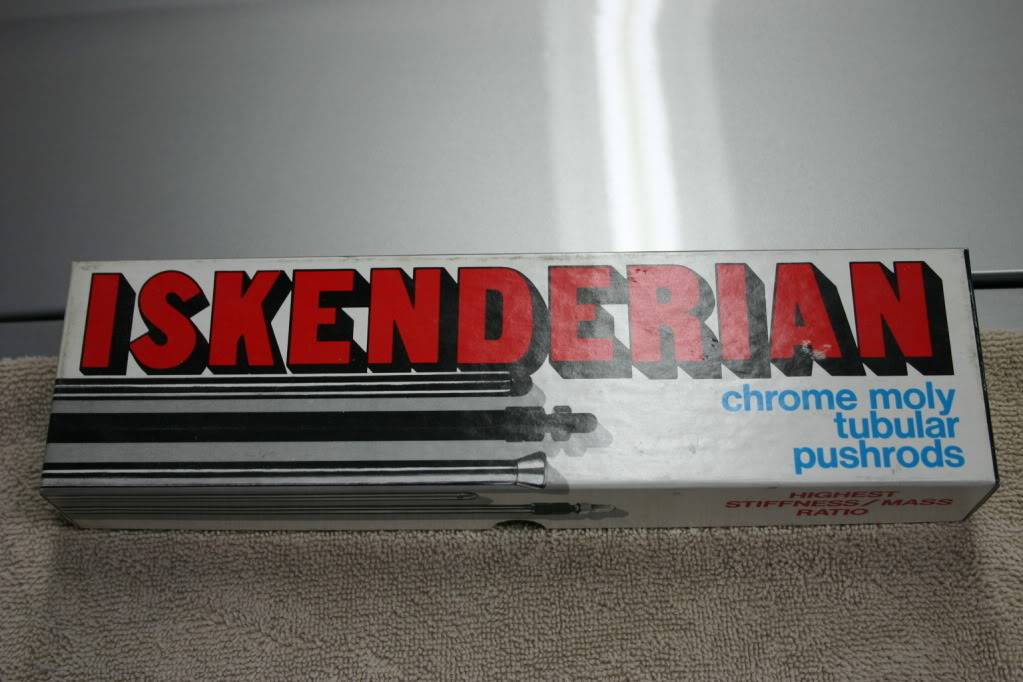 ISKENDERIAN
chrome moly
tubular
pushrods
HIGHEST
STIFFNESS/MASS
RATIO